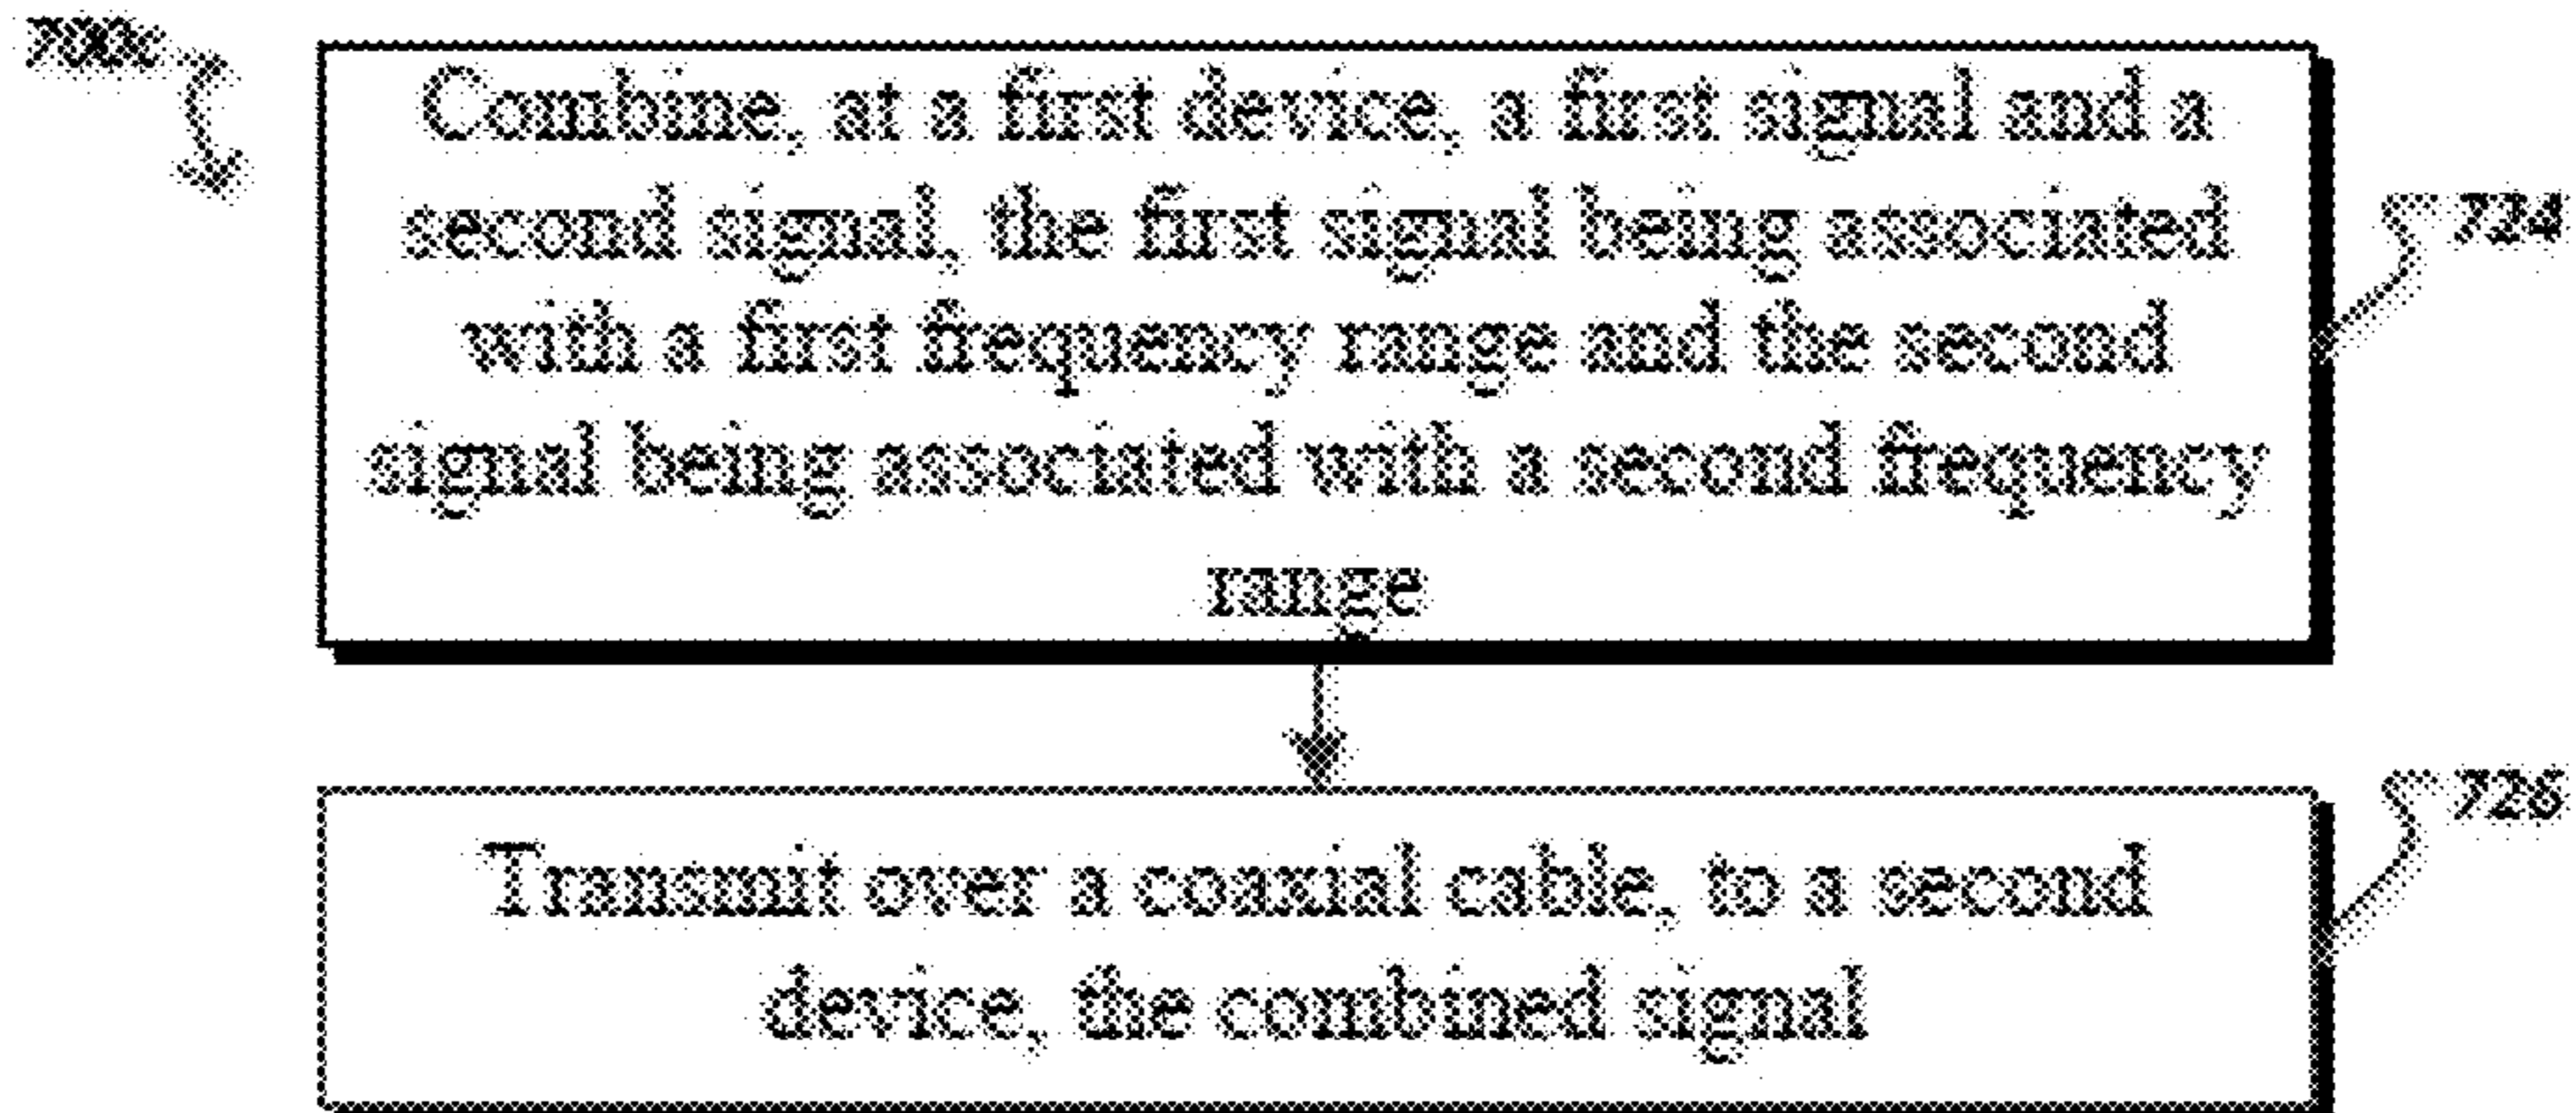 Combine, at a first device, a first signal and a
second signal, the first signal being associated
with a first frequency range and the second
signal being associated with a second frequency
range
724
Transmit over a coaxial cable, to a second
device, the combined signal
726